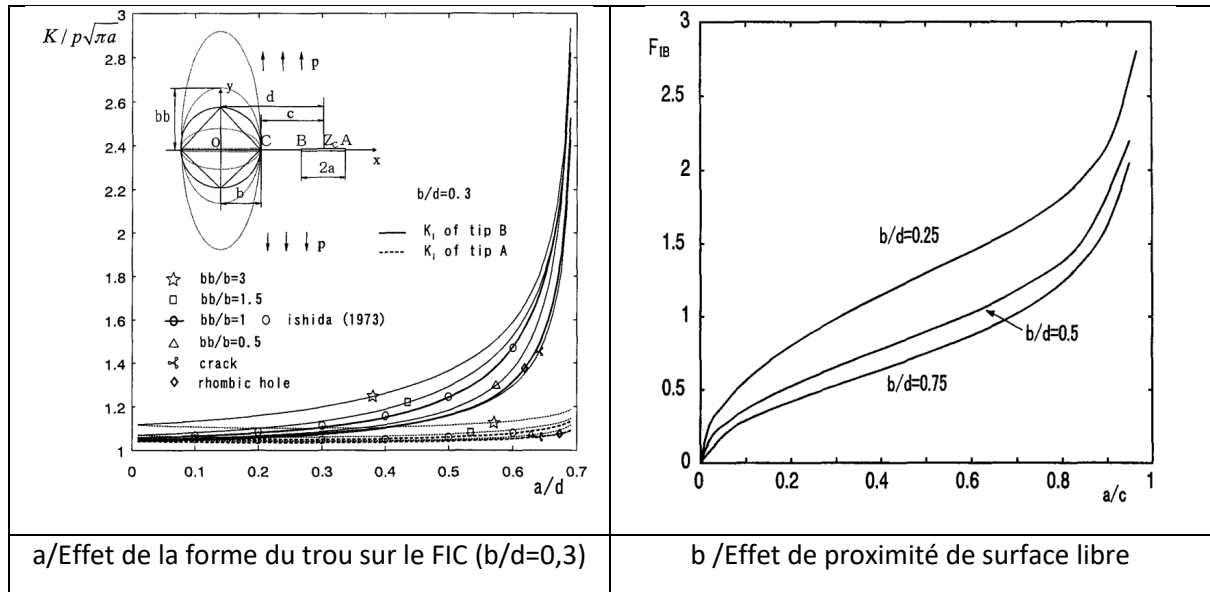 3
K/p√πa
2.8
2.6
2.4
2.2
2
1.8
1.6
1.4
1.2
1
0
0.1
0.2
0.3
0.4
0.5
0.6
0.7
a/d
p
y
d
c
bb
O
C
B
Z_c A
x
2a
b
b/d=0.3
K_I of tip B
K_I of tip A
p
bb/b=3
bb/b=1.5
bb/b=1 ishida (1973)
bb/b=0.5
crack
rhombic hole
3
F_IB
2.5
2
1.5
1
0.5
0
b/d=0.25
b/d=0.5
b/d=0.75
0
0.2
0.4
0.6
0.8
1
a/c
a/Effet de la forme du trou sur le FIC (b/d=0,3)
b /Effet de proximité de surface libre